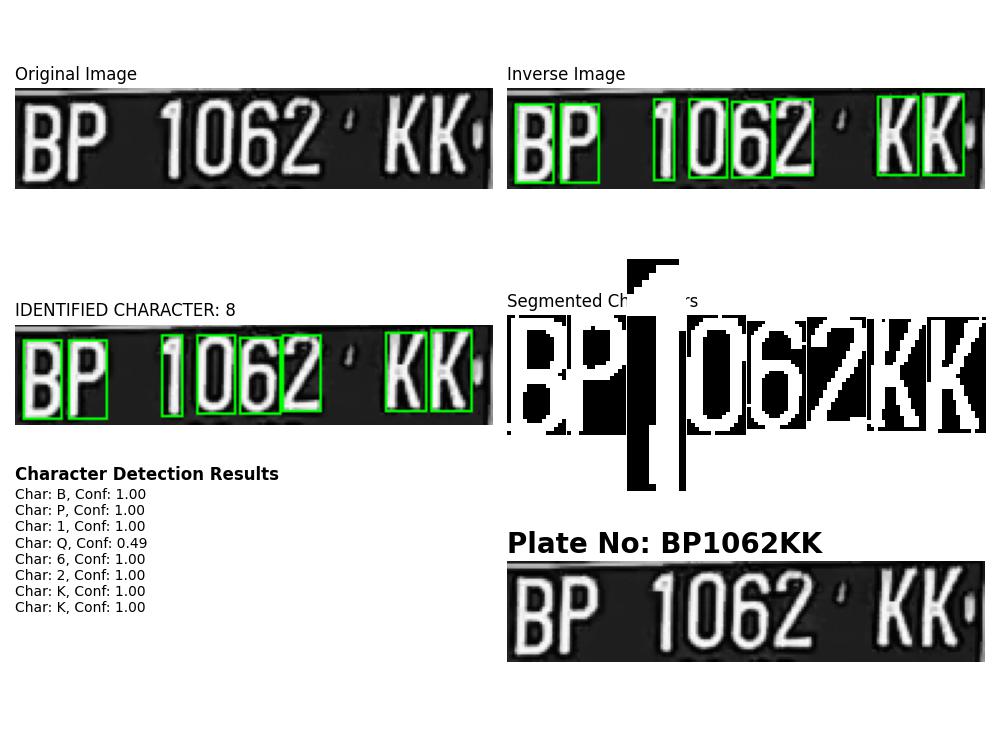 Original Image
BP 1062 KK
Inverse Image
BP 1062 KK
IDENTIFIED CHARACTER: 8
BP 1062 KK
Segmented Ch rs
BP1062KK
Character Detection Results
Char: B, Conf: 1.00
Char: P, Conf: 1.00
Char: 1, Conf: 1.00
Char: Q, Conf: 0.49
Char: 6, Conf: 1.00
Char: 2, Conf: 1.00
Char: K, Conf: 1.00
Char: K, Conf: 1.00
Plate No: BP1062KK
BP 1062 KK